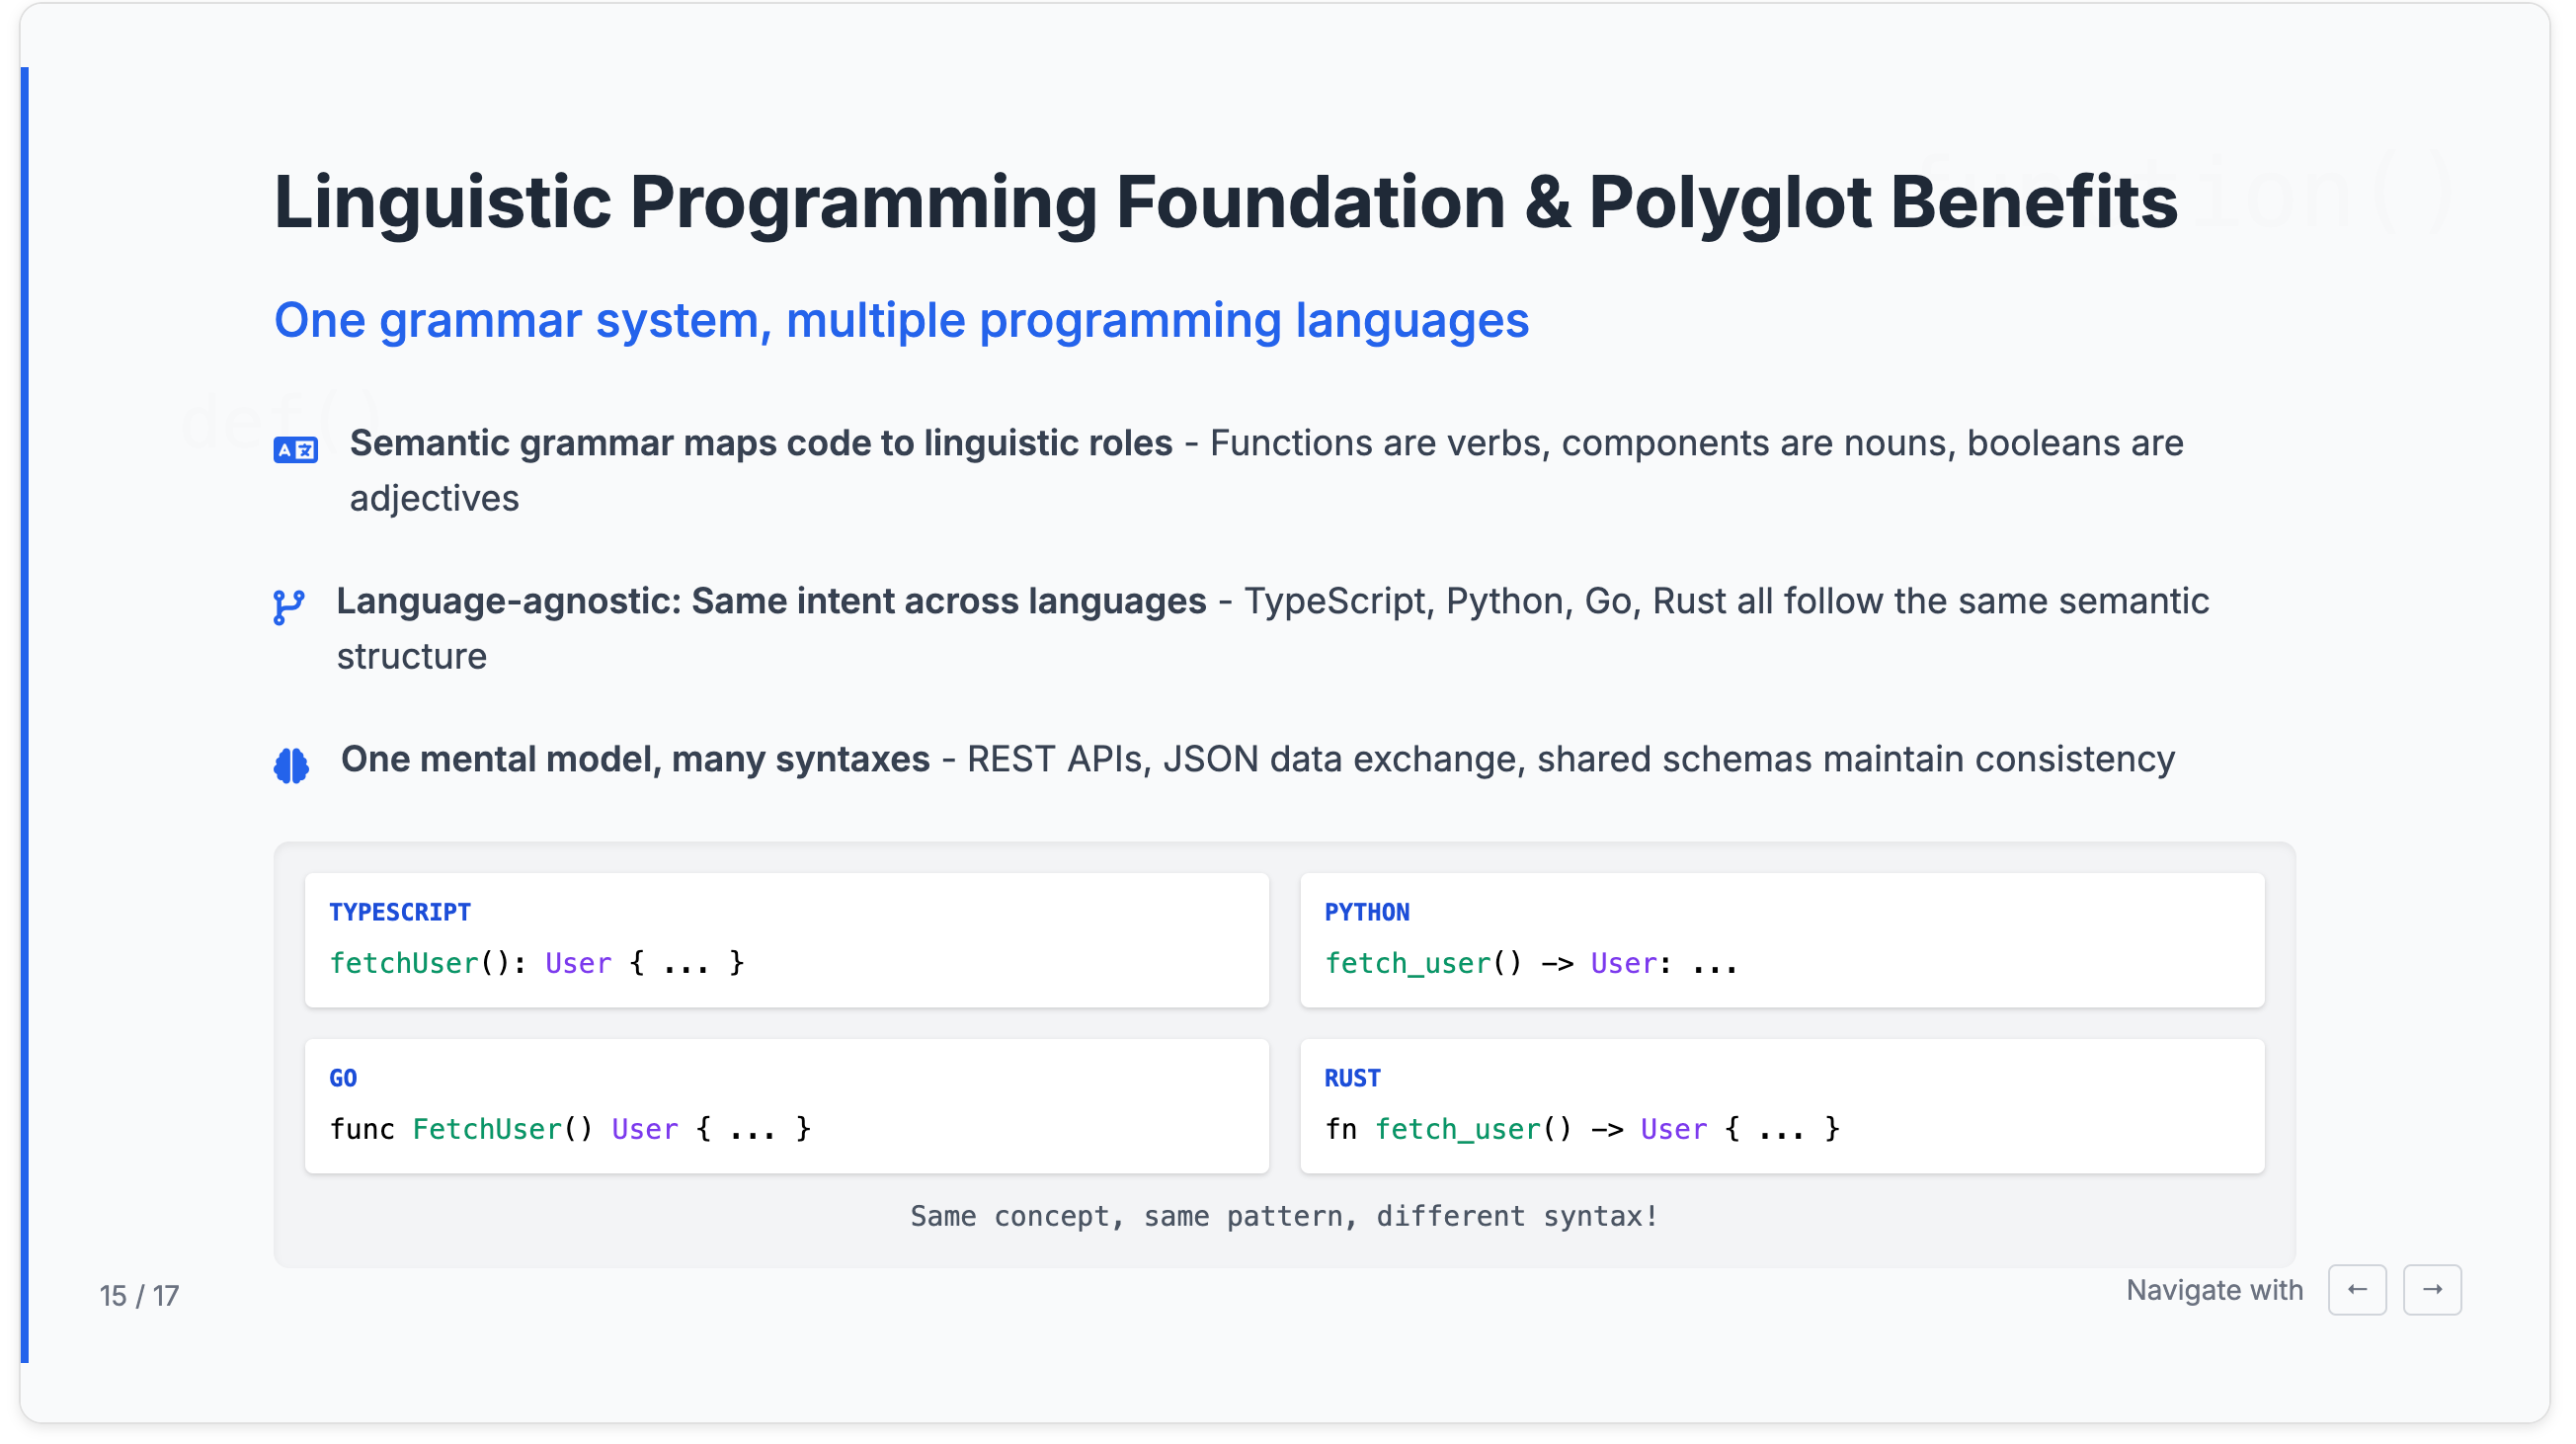 Linguistic Programming Foundation & Polyglot Benefits
One grammar system, multiple programming languages
def()
Semantic grammar maps code to linguistic roles - Functions are verbs, components are nouns, booleans are
adjectives
Language-agnostic: Same intent across languages - TypeScript, Python, Go, Rust all follow the same semantic
structure
One mental model, many syntaxes - REST APIs, JSON data exchange, shared schemas maintain consistency
TYPESCRIPT
fetchUser(): User { ... }
PYTHON
fetch_user() -> User: ...
GO
func FetchUser() User { ... }
RUST
fn fetch_user() -> User { ... }
Same concept, same pattern, different syntax!
15 / 17
Navigate with ← →